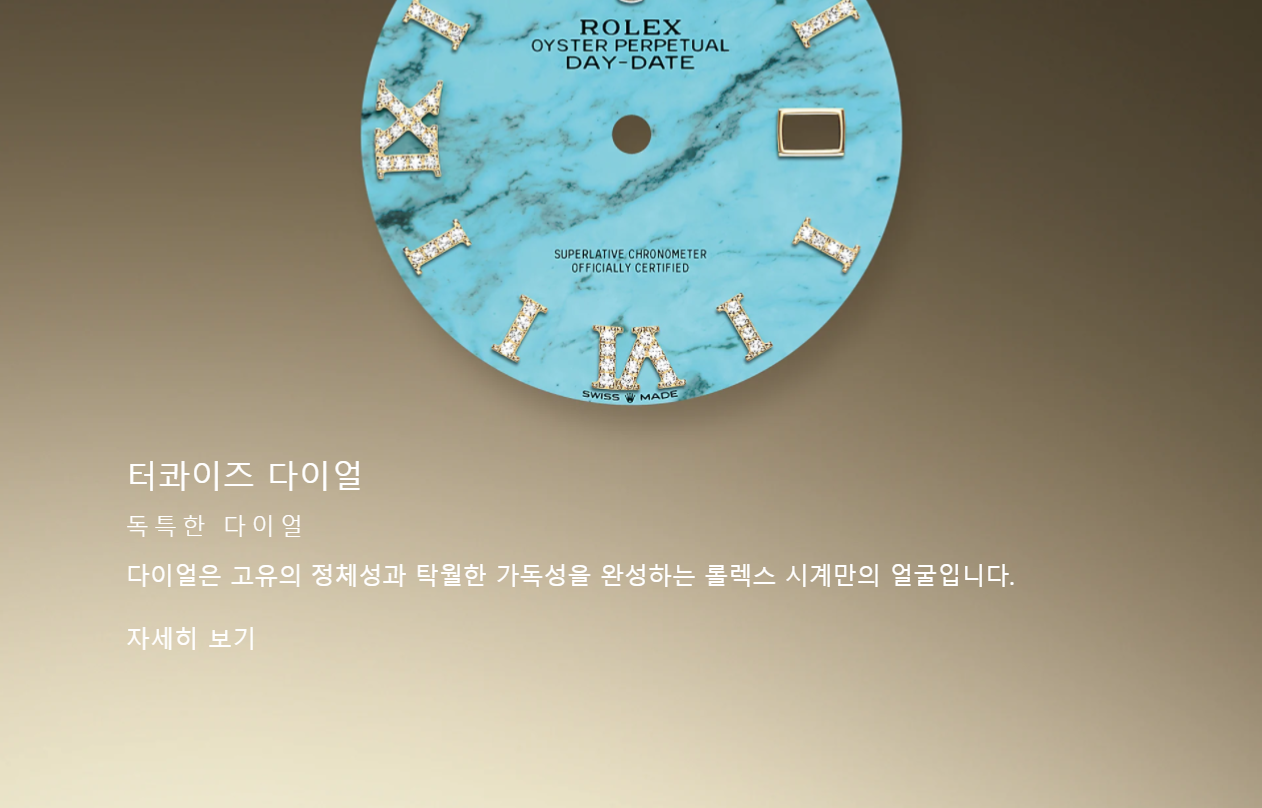 ROLEX
OYSTER PERPETUAL
DAY-DATE
IX
SUPERLATIVE CHRONOMETER
OFFICIALLY CERTIFIED
VI
SWISS MADE
터콰이즈 다이얼
독특한 다이얼
다이얼은 고유의 정체성과 탁월한 가독성을 완성하는 롤렉스 시계만의 얼굴입니다.
자세히 보기